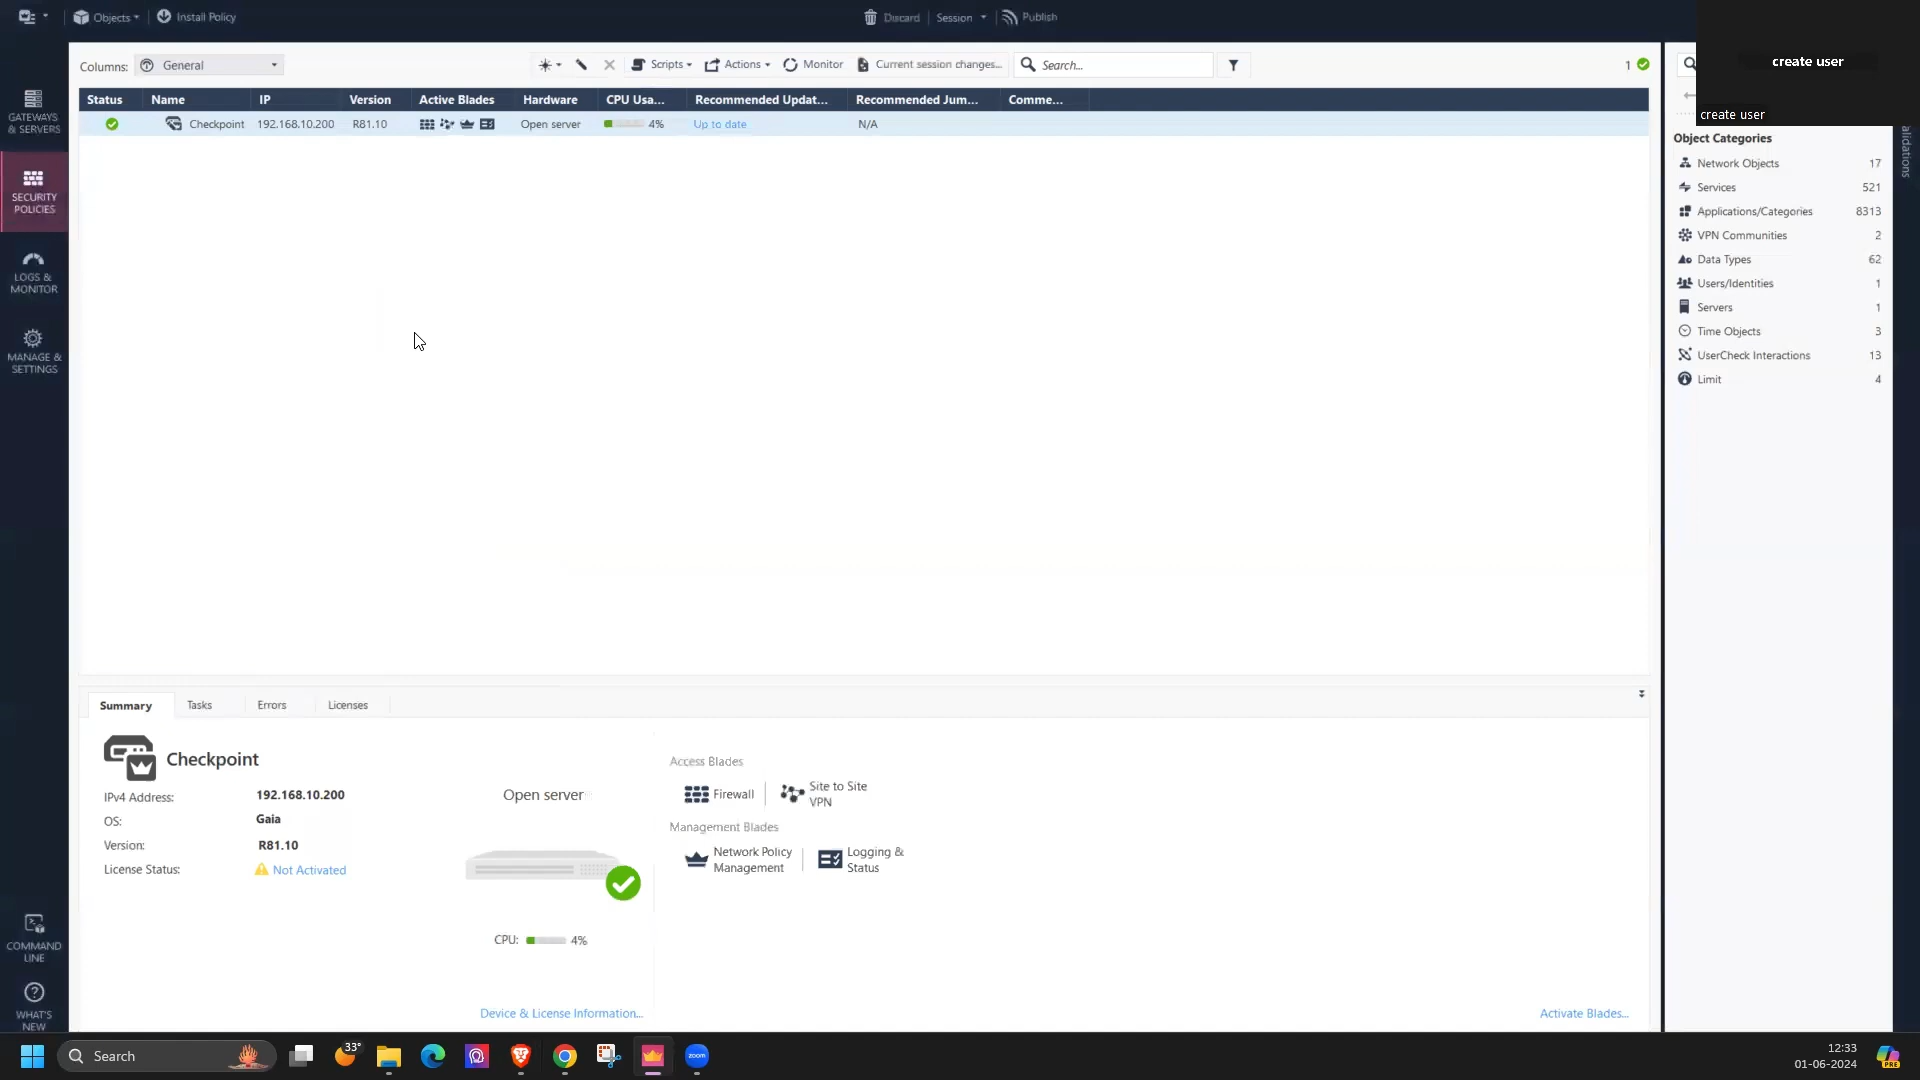 Objects
Install Policy
Discard
Session
Publish
create user
create user
Columns:
General
Scripts
Actions
Monitor
Current session changes...
Search...
1
Status
Name
IP
Version
Active Blades
Hardware
CPU Usa...
Recommended Updat...
Recommended Jum...
Comme...
Checkpoint
192.168.10.200
R81.10
Open server
4%
Up to date
N/A
GATEWAYS
& SERVERS
SECURITY
POLICIES
LOGS &
MONITOR
MANAGE &
SETTINGS
COMMAND
LINE
WHAT'S
NEW
Object Categories
Network Objects 17
Services 521
Applications/Categories 8313
VPN Communities 2
Data Types 62
Users/Identities 1
Servers 1
Time Objects 3
UserCheck Interactions 13
Limit 4
Summary
Tasks
Errors
Licenses
Checkpoint
IPv4 Address: 192.168.10.200
OS: Gaia
Version: R81.10
License Status: Not Activated
Open server
CPU: 4%
Device & License Information...
Access Blades
Firewall
Site to Site
VPN
Management Blades
Network Policy
Management
Logging &
Status
Activate Blades...
Search
33°
zoom
12:33
01-06-2024
PRE